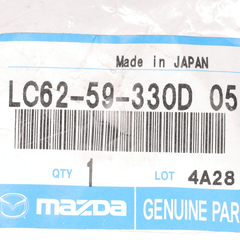 Made in JAPAN
LC62-59-330D 05
QTY 1 LOT 4A28
mazda GENUINE PAR